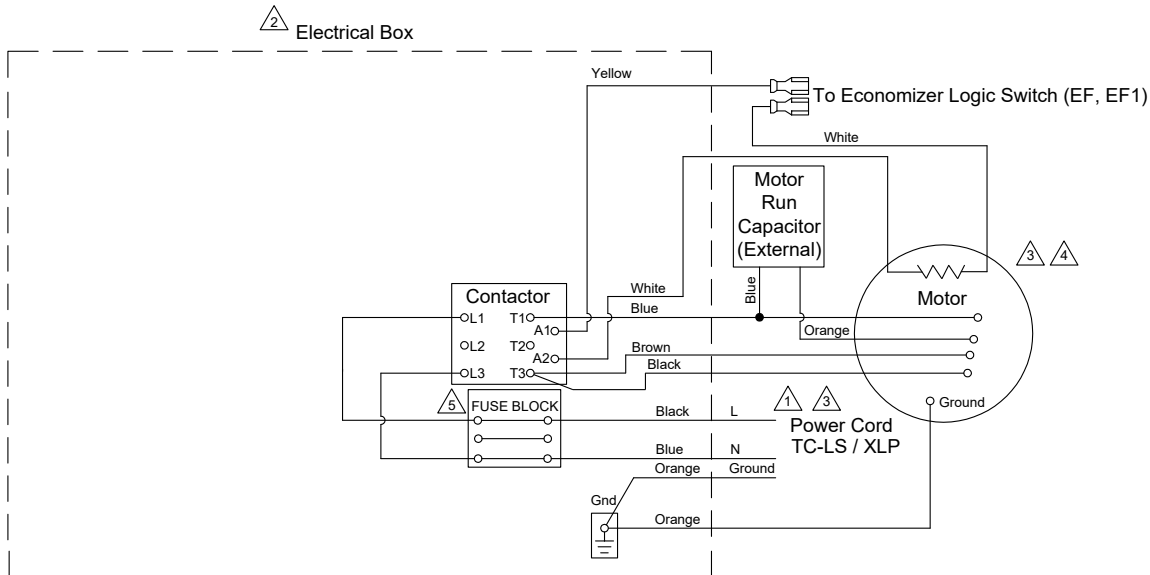 2
Electrical Box
Yellow
To Economizer Logic Switch (EF, EF1)
White
Motor
Run
Capacitor
(External)
3 4
White
Blue
Contactor
Motor
L1 T1
Blue
A1
Orange
L2 T2
Brown
A2
Black
L3 T3
5 FUSE BLOCK
1 3
Ground
Black L
Power Cord
TC-LS / XLP
Blue N
Orange Ground
Gnd
Orange